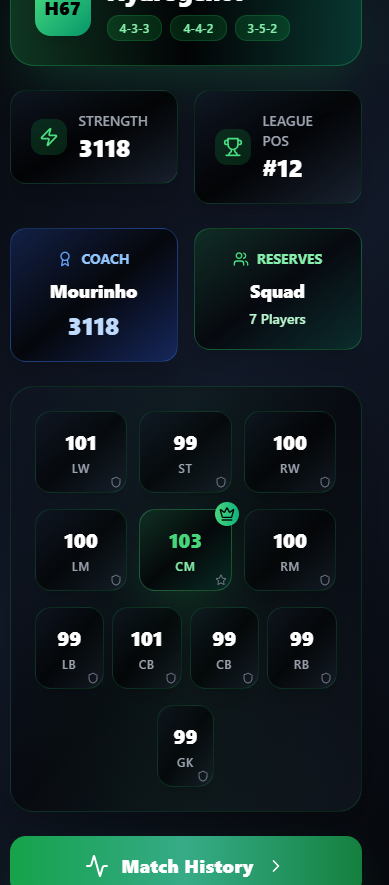 H67
4-3-3 4-4-2 3-5-2
STRENGTH
3118
LEAGUE
POS
#12
COACH
Mourinho
3118
RESERVES
Squad
7 Players
101 99 100
LW ST RW
100 103 100
LM CM RM
99 101 99 99
LB CB CB RB
99
GK
Match History